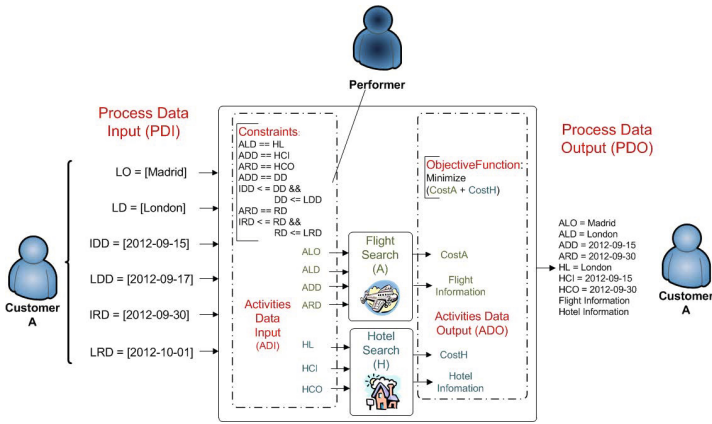 Performer
Process Data
Input (PDI)
LO = [Madrid]
LD = [London]
IDD = [2012-09-15]
LDD = [2012-09-17]
IRD = [2012-09-30]
LRD = [2012-10-01]
Customer
A
Constraints:
ALD == HL
ADD == HCI
ARD == HCO
ADD == DD
IDD <= DD &&
DD <= LDD
ARD == RD
IRD <= RD &&
RD <= LRD
ALO
ALD
ADD
ARD
Activities
Data
Input
(ADI)
HL
HCI
HCO
Flight
Search
(A)
Hotel
Search
(H)
ObjectiveFunction:
Minimize
(CostA + CostH)
CostA
Flight
Information
Activities Data
Output (ADO)
CostH
Hotel
Infomation
Process Data
Output (PDO)
ALO = Madrid
ALD = London
ADD = 2012-09-15
ARD = 2012-09-30
HL = London
HCI = 2012-09-15
HCO = 2012-09-30
Flight Information
Hotel Information
Customer
A